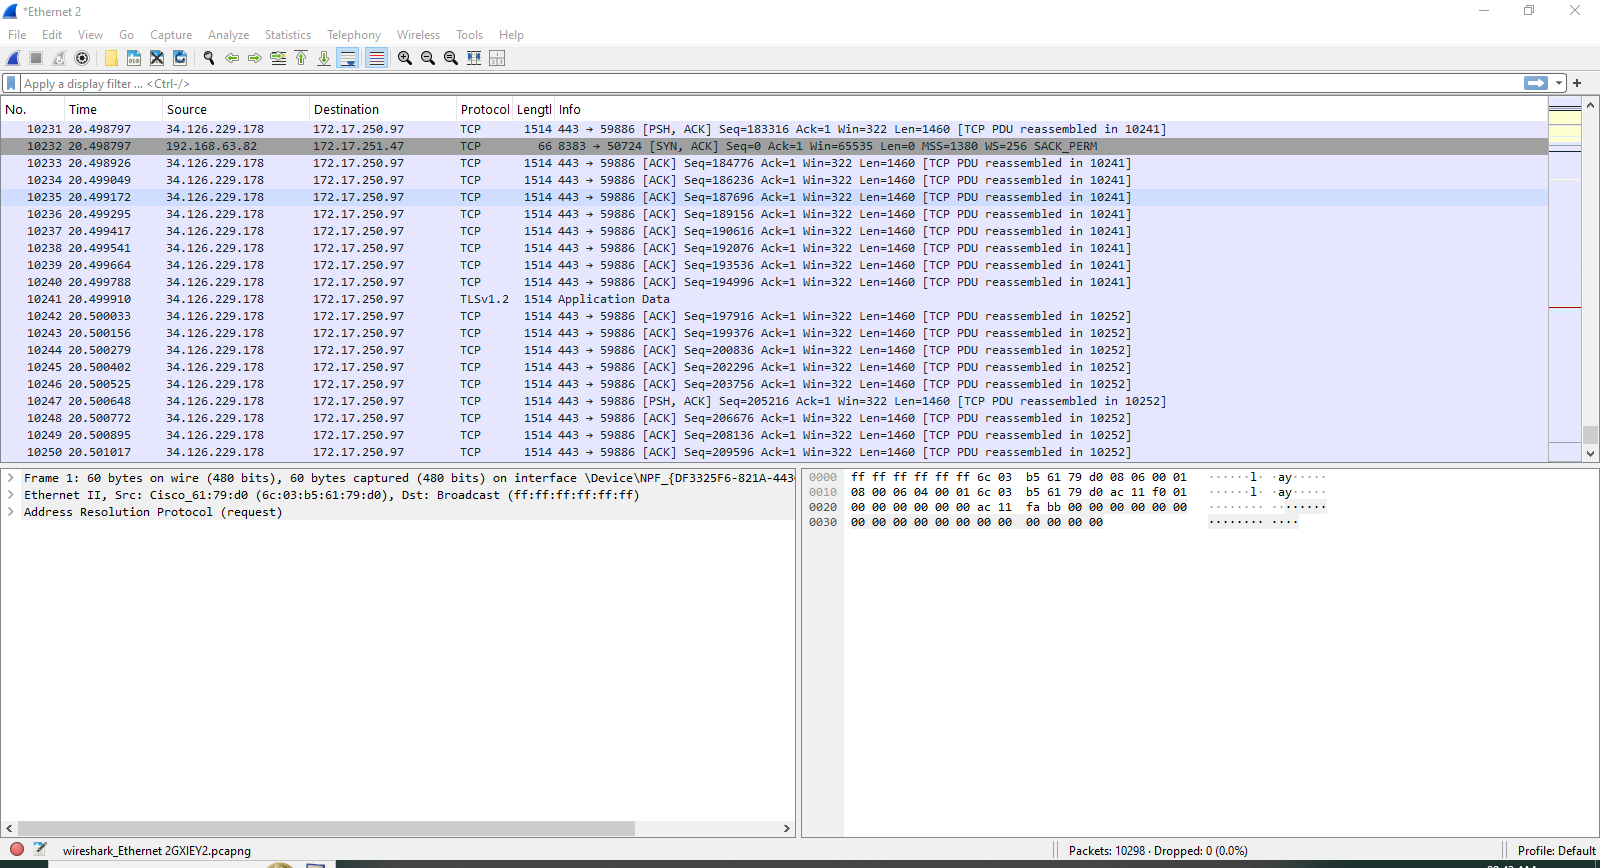 *Ethernet 2
File Edit View Go Capture Analyze Statistics Telephony Wireless Tools Help
Apply a display filter ... <Ctrl-/>
No. Time Source Destination Protocol Lengtl Info
10231 20.498797 34.126.229.178 172.17.250.97 TCP 1514 443 → 59886 [PSH, ACK] Seq=183316 Ack=1 Win=322 Len=1460 [TCP PDU reassembled in 10241]
10232 20.498797 192.168.63.82 172.17.251.47 TCP 66 8383 → 50724 [SYN, ACK] Seq=0 Ack=1 Win=65535 Len=0 MSS=1380 WS=256 SACK_PERM
10233 20.498926 34.126.229.178 172.17.250.97 TCP 1514 443 → 59886 [ACK] Seq=184776 Ack=1 Win=322 Len=1460 [TCP PDU reassembled in 10241]
10234 20.499049 34.126.229.178 172.17.250.97 TCP 1514 443 → 59886 [ACK] Seq=186236 Ack=1 Win=322 Len=1460 [TCP PDU reassembled in 10241]
10235 20.499172 34.126.229.178 172.17.250.97 TCP 1514 443 → 59886 [ACK] Seq=187696 Ack=1 Win=322 Len=1460 [TCP PDU reassembled in 10241]
10236 20.499295 34.126.229.178 172.17.250.97 TCP 1514 443 → 59886 [ACK] Seq=189156 Ack=1 Win=322 Len=1460 [TCP PDU reassembled in 10241]
10237 20.499417 34.126.229.178 172.17.250.97 TCP 1514 443 → 59886 [ACK] Seq=190616 Ack=1 Win=322 Len=1460 [TCP PDU reassembled in 10241]
10238 20.499541 34.126.229.178 172.17.250.97 TCP 1514 443 → 59886 [ACK] Seq=192076 Ack=1 Win=322 Len=1460 [TCP PDU reassembled in 10241]
10239 20.499664 34.126.229.178 172.17.250.97 TCP 1514 443 → 59886 [ACK] Seq=193536 Ack=1 Win=322 Len=1460 [TCP PDU reassembled in 10241]
10240 20.499788 34.126.229.178 172.17.250.97 TCP 1514 443 → 59886 [ACK] Seq=194996 Ack=1 Win=322 Len=1460 [TCP PDU reassembled in 10241]
10241 20.499910 34.126.229.178 172.17.250.97 TLSv1.2 1514 Application Data
10242 20.500033 34.126.229.178 172.17.250.97 TCP 1514 443 → 59886 [ACK] Seq=197916 Ack=1 Win=322 Len=1460 [TCP PDU reassembled in 10252]
10243 20.500156 34.126.229.178 172.17.250.97 TCP 1514 443 → 59886 [ACK] Seq=199376 Ack=1 Win=322 Len=1460 [TCP PDU reassembled in 10252]
10244 20.500279 34.126.229.178 172.17.250.97 TCP 1514 443 → 59886 [ACK] Seq=200836 Ack=1 Win=322 Len=1460 [TCP PDU reassembled in 10252]
10245 20.500402 34.126.229.178 172.17.250.97 TCP 1514 443 → 59886 [ACK] Seq=202296 Ack=1 Win=322 Len=1460 [TCP PDU reassembled in 10252]
10246 20.500525 34.126.229.178 172.17.250.97 TCP 1514 443 → 59886 [ACK] Seq=203756 Ack=1 Win=322 Len=1460 [TCP PDU reassembled in 10252]
10247 20.500648 34.126.229.178 172.17.250.97 TCP 1514 443 → 59886 [PSH, ACK] Seq=205216 Ack=1 Win=322 Len=1460 [TCP PDU reassembled in 10252]
10248 20.500772 34.126.229.178 172.17.250.97 TCP 1514 443 → 59886 [ACK] Seq=206676 Ack=1 Win=322 Len=1460 [TCP PDU reassembled in 10252]
10249 20.500895 34.126.229.178 172.17.250.97 TCP 1514 443 → 59886 [ACK] Seq=208136 Ack=1 Win=322 Len=1460 [TCP PDU reassembled in 10252]
10250 20.501017 34.126.229.178 172.17.250.97 TCP 1514 443 → 59886 [ACK] Seq=209596 Ack=1 Win=322 Len=1460 [TCP PDU reassembled in 10252]
Frame 1: 60 bytes on wire (480 bits), 60 bytes captured (480 bits) on interface \Device\NPF_{DF3325F6-821A-443
Ethernet II, Src: Cisco_61:79:d0 (6c:03:b5:61:79:d0), Dst: Broadcast (ff:ff:ff:ff:ff:ff)
Address Resolution Protocol (request)
0000 ff ff ff ff ff ff 6c 03 b5 61 79 d0 08 06 00 01 ······l· ·ay·····
0010 08 00 06 04 00 01 6c 03 b5 61 79 d0 ac 11 f0 01 ······l· ·ay·····
0020 00 00 00 00 00 00 ac 11 fa bb 00 00 00 00 00 00 ········ ········
0030 00 00 00 00 00 00 00 00 00 00 00 00 ········ ····
wireshark_Ethernet 2GXIEY2.pcapng
Packets: 10298 · Dropped: 0 (0.0%)
Profile: Default